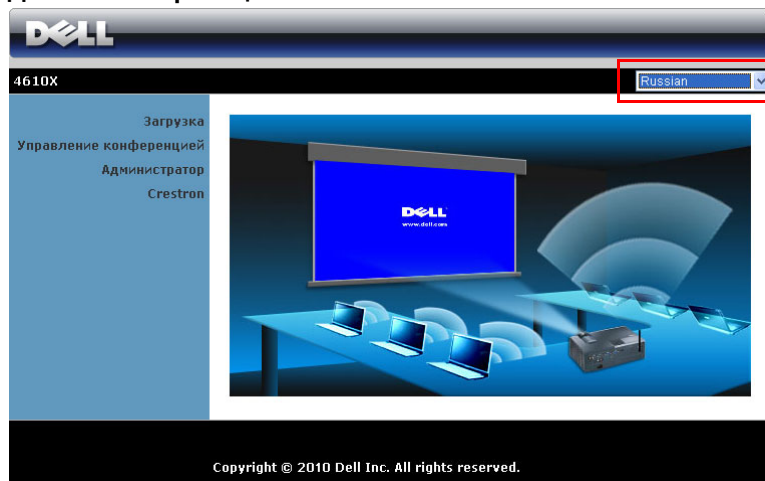 DELL
4610X
Russian
Загрузка
Управление конференцией
Администратор
Crestron
DELL
www.dell.com
Copyright © 2010 Dell Inc. All rights reserved.